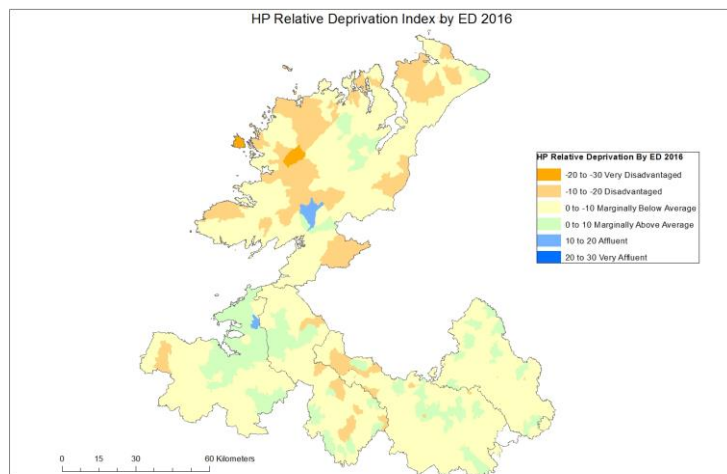 HP Relative Deprivation Index by ED 2016
HP Relative Deprivation By ED 2016
-20 to -30 Very Disadvantaged
-10 to -20 Disadvantaged
0 to -10 Marginally Below Average
0 to 10 Marginally Above Average
10 to 20 Affluent
20 to 30 Very Affluent
0 15 30 60 Kilometers